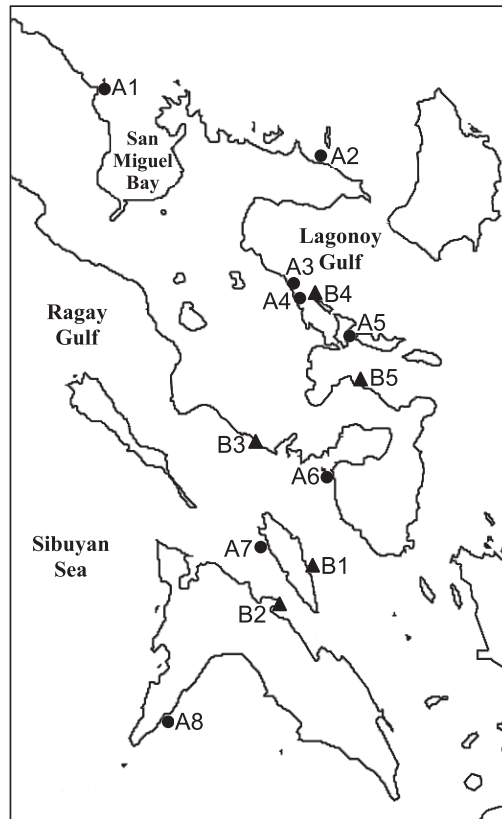 A1
San
Miguel
Bay
A2
Lagonoy
Gulf
A3
A4
B4
Ragay
Gulf
A5
B5
B3
A6
Sibuyan
Sea
A7
B1
B2
A8